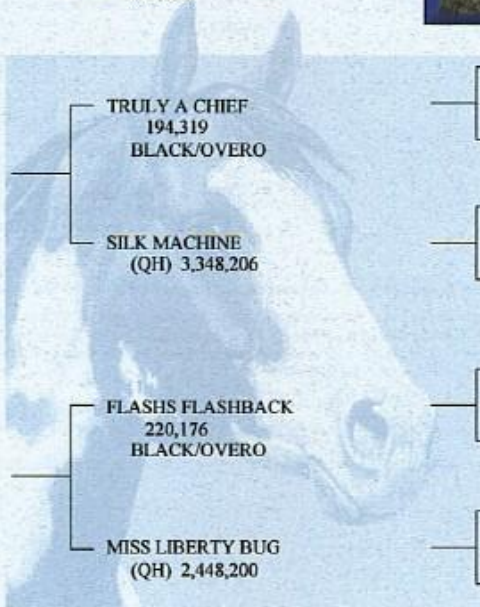 TRULY A CHIEF
194,319
BLACK/OVERO
SILK MACHINE
(QH) 3,348,206
FLASHS FLASHBACK
220,176
BLACK/OVERO
MISS LIBERTY BUG
(QH) 2,448,200